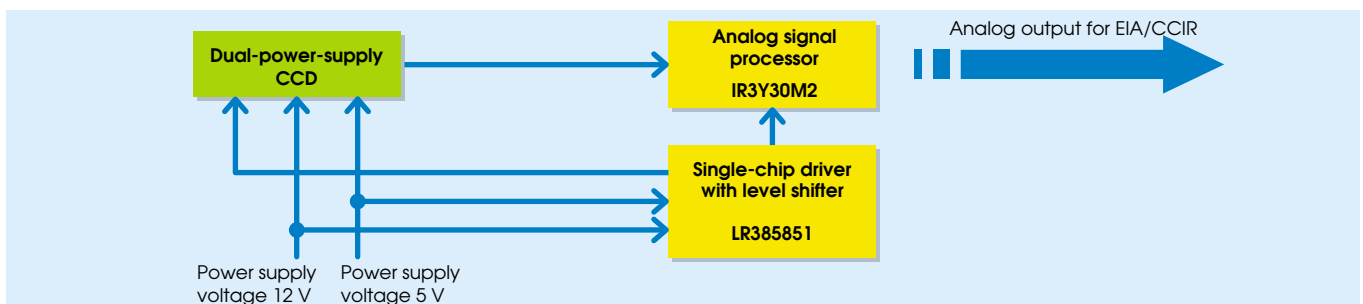 Dual-power-supply
CCD
Analog signal
processor
IR3Y30M2
Analog output for EIA/CCIR
Single-chip driver
with level shifter
LR385851
Power supply
voltage 12 V
Power supply
voltage 5 V